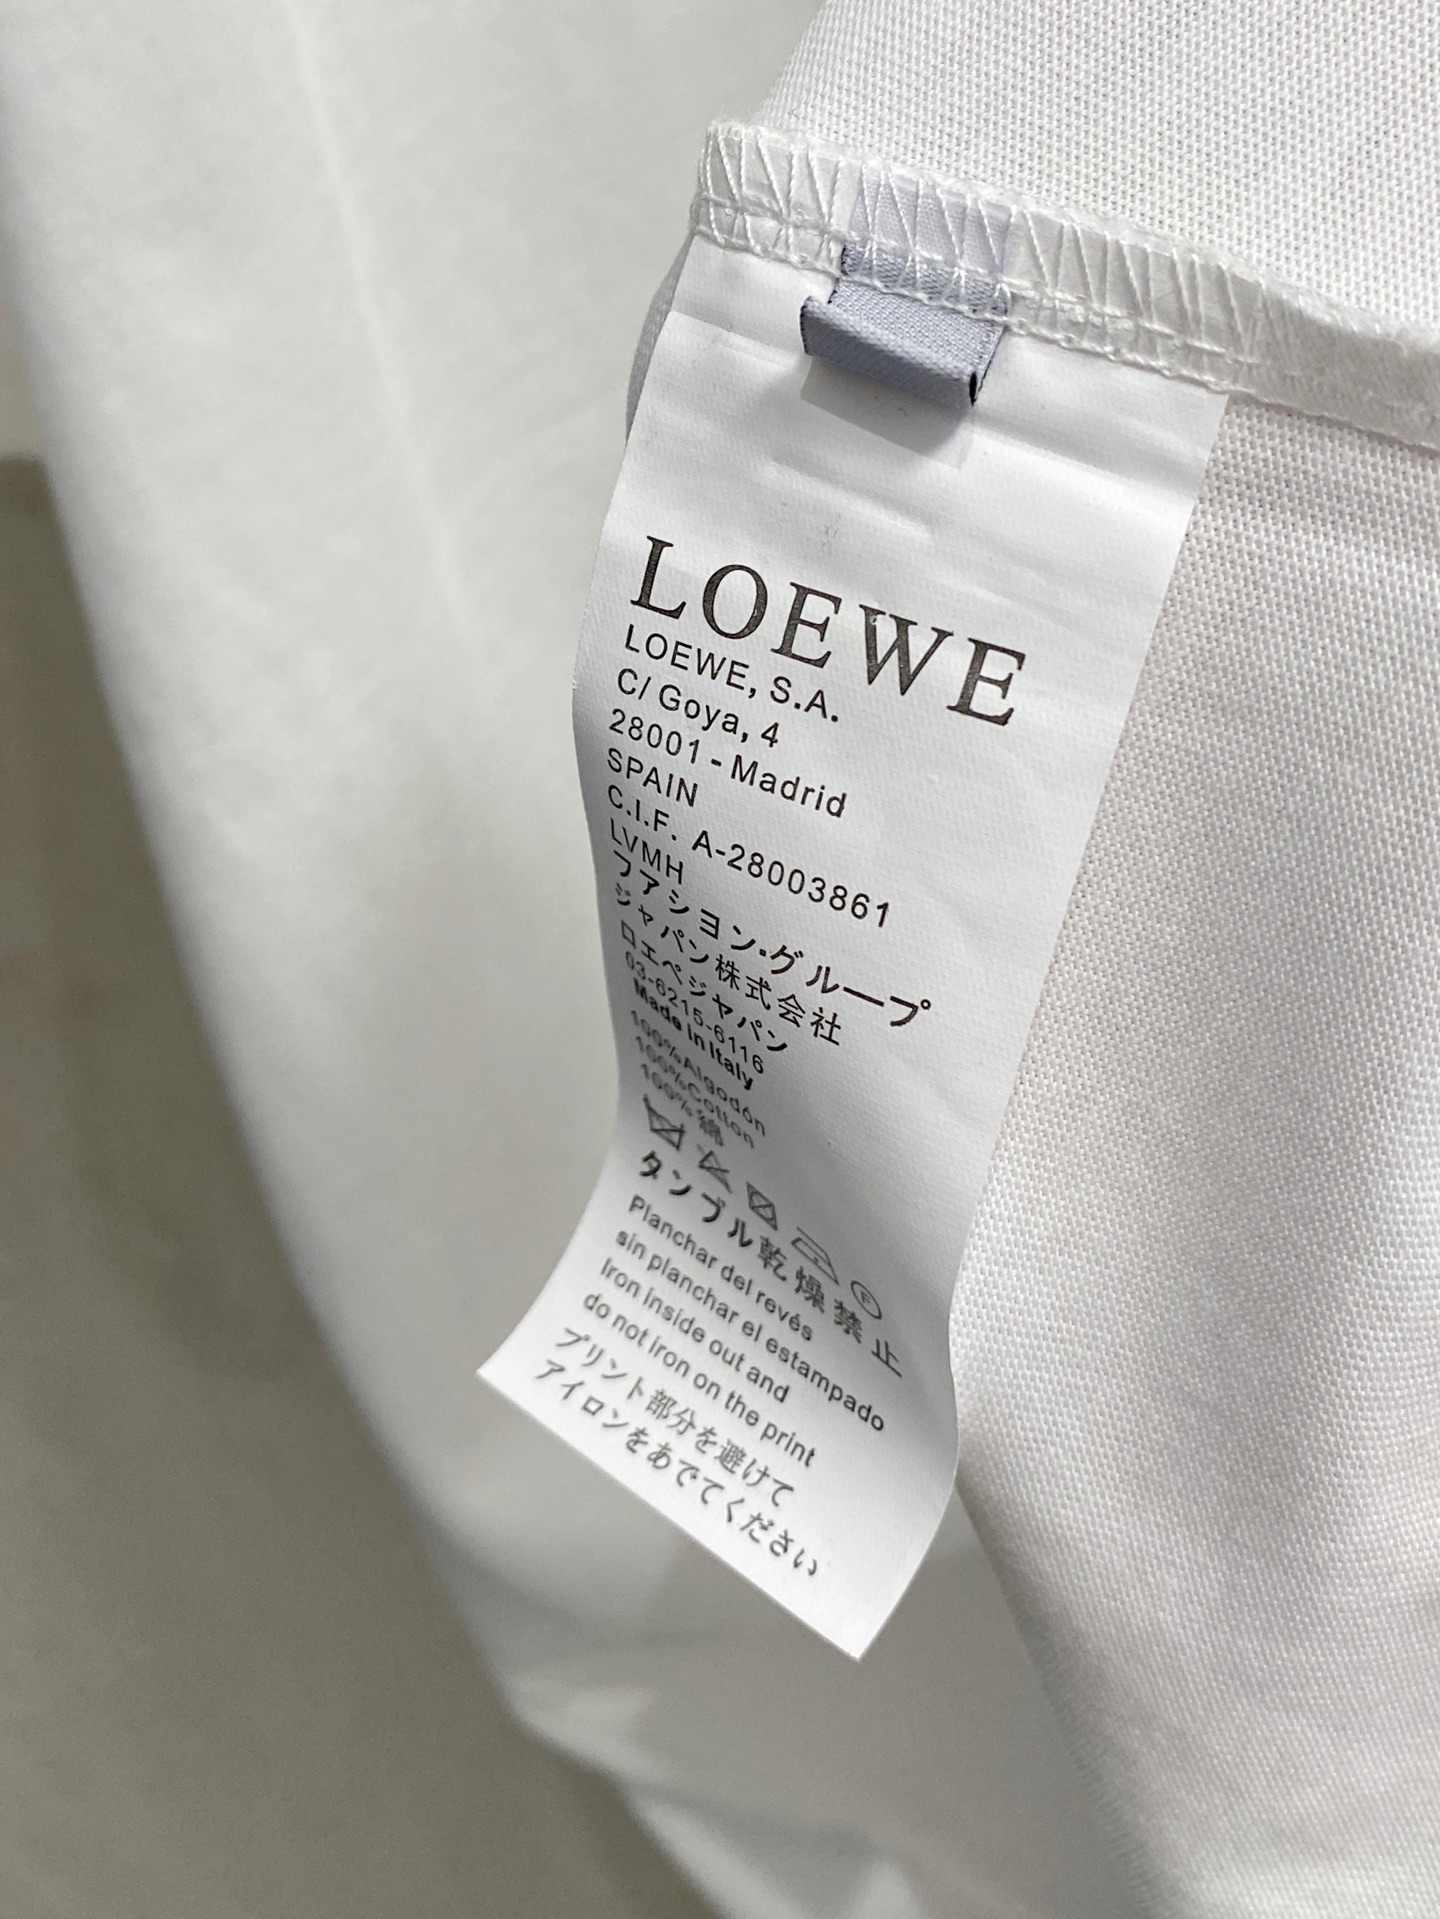 LOEWE
LOEWE, S.A.
C/ Goya, 4
28001 - Madrid
SPAIN
C.I.F. A-28003861
LVMH
フアシヨン・グループ
ジャパン株式会社
ロエベジャパン
03-6215-6116
Made in Italy
100%Algodón
100%Cotton
100%綿
F
タンブル乾燥禁止
Planchar del revés
sin planchar el estampado
Iron inside out and
do not iron on the print
プリント部分を避けて
アイロンをあでてください